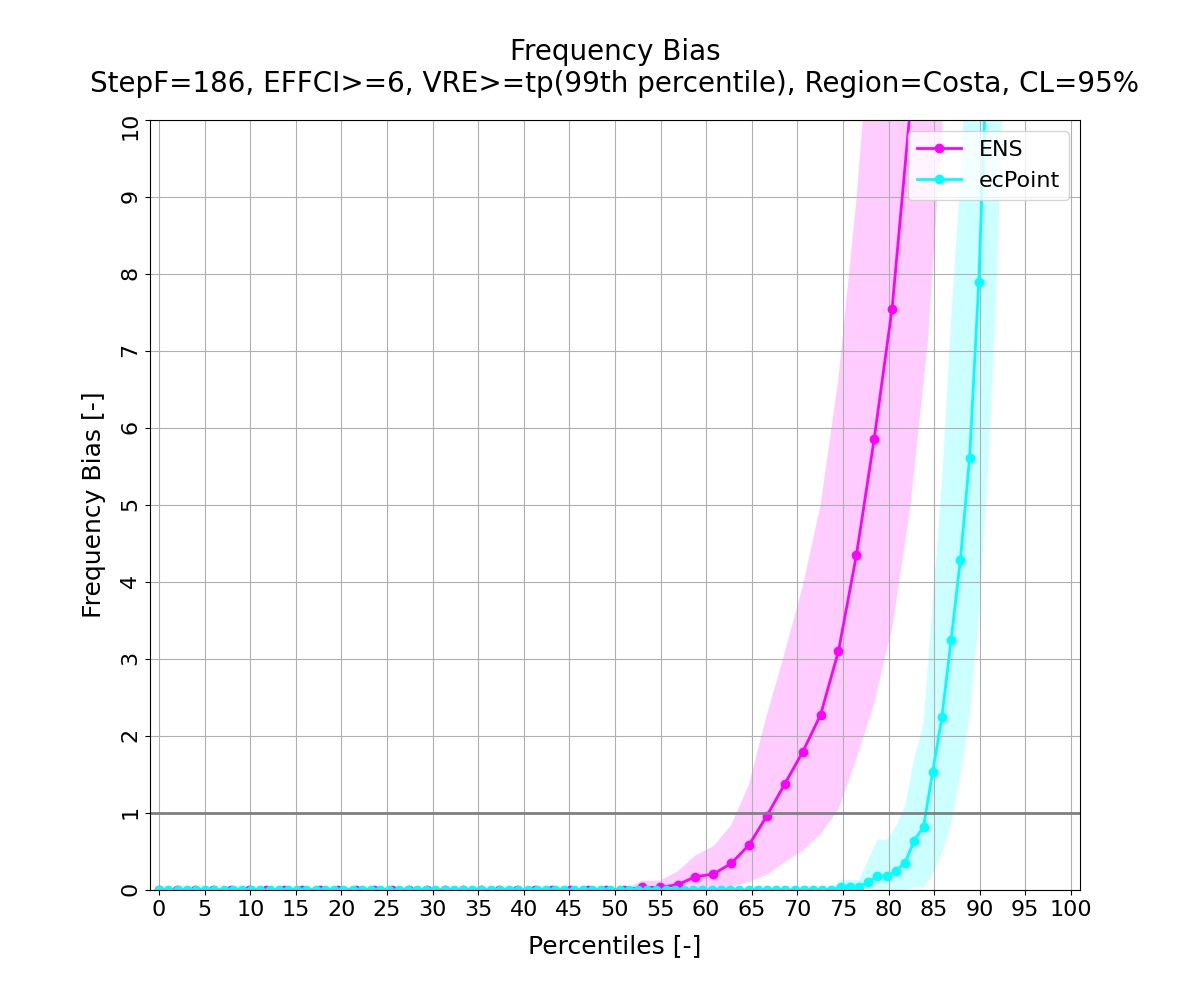 Frequency Bias
StepF=186, EFFCI>=6, VRE>=tp(99th percentile), Region=Costa, CL=95%
10
9
8
7
6
5
4
3
2
1
0
Frequency Bias [-]
ENS
ecPoint
0 5 10 15 20 25 30 35 40 45 50 55 60 65 70 75 80 85 90 95 100
Percentiles [-]